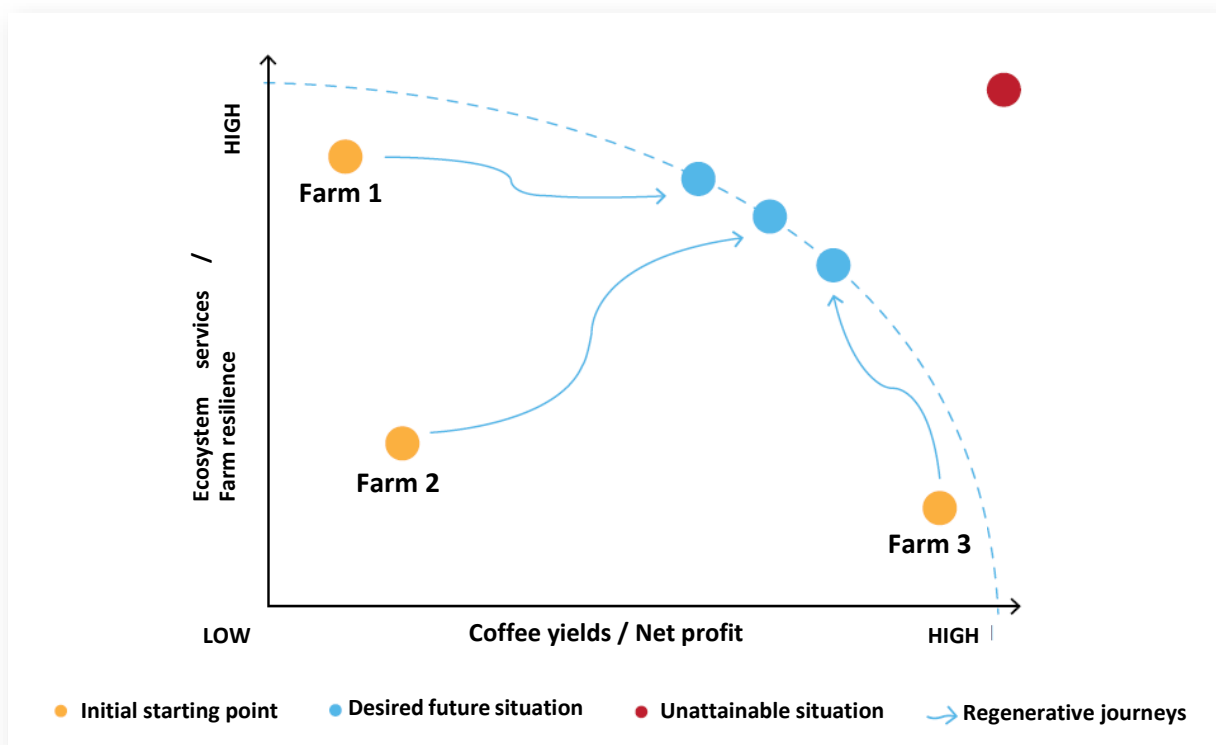 HIGH
Farm 1
Ecosystem services /
Farm resilience
Farm 2
Farm 3
LOW
Coffee yields / Net profit
HIGH
Initial starting point
Desired future situation
Unattainable situation
Regenerative journeys